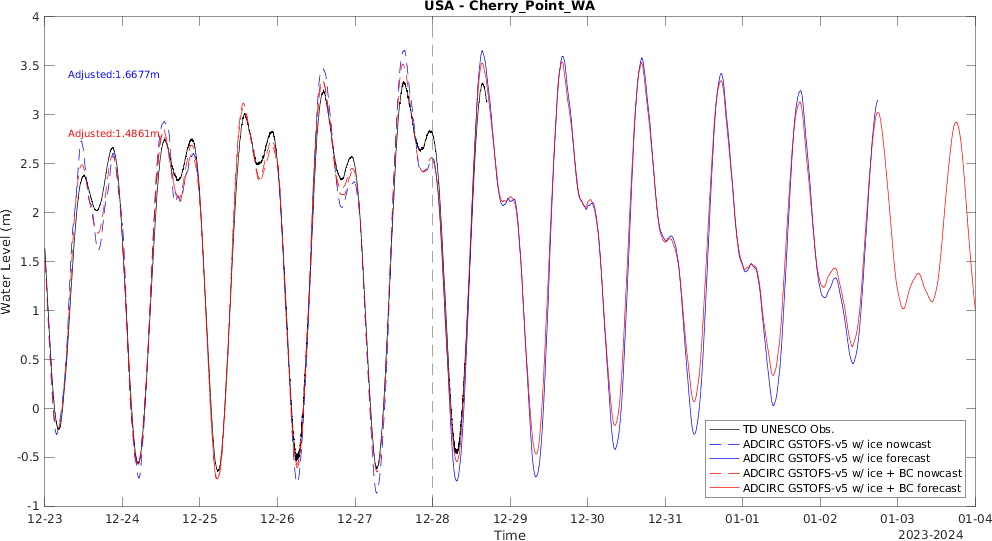 USA - Cherry_Point_WA
Water Level (m)
4
3.5
3
2.5
2
1.5
1
0.5
0
-0.5
-1
Adjusted:1.6677m
Adjusted:1.4861m
TD UNESCO Obs.
ADCIRC GSTOFS-v5 w/ ice nowcast
ADCIRC GSTOFS-v5 w/ ice forecast
ADCIRC GSTOFS-v5 w/ ice + BC nowcast
ADCIRC GSTOFS-v5 w/ ice + BC forecast
12-23 12-24 12-25 12-26 12-27 12-28 12-29 12-30 12-31 01-01 01-02 01-03 01-04
Time
2023-2024